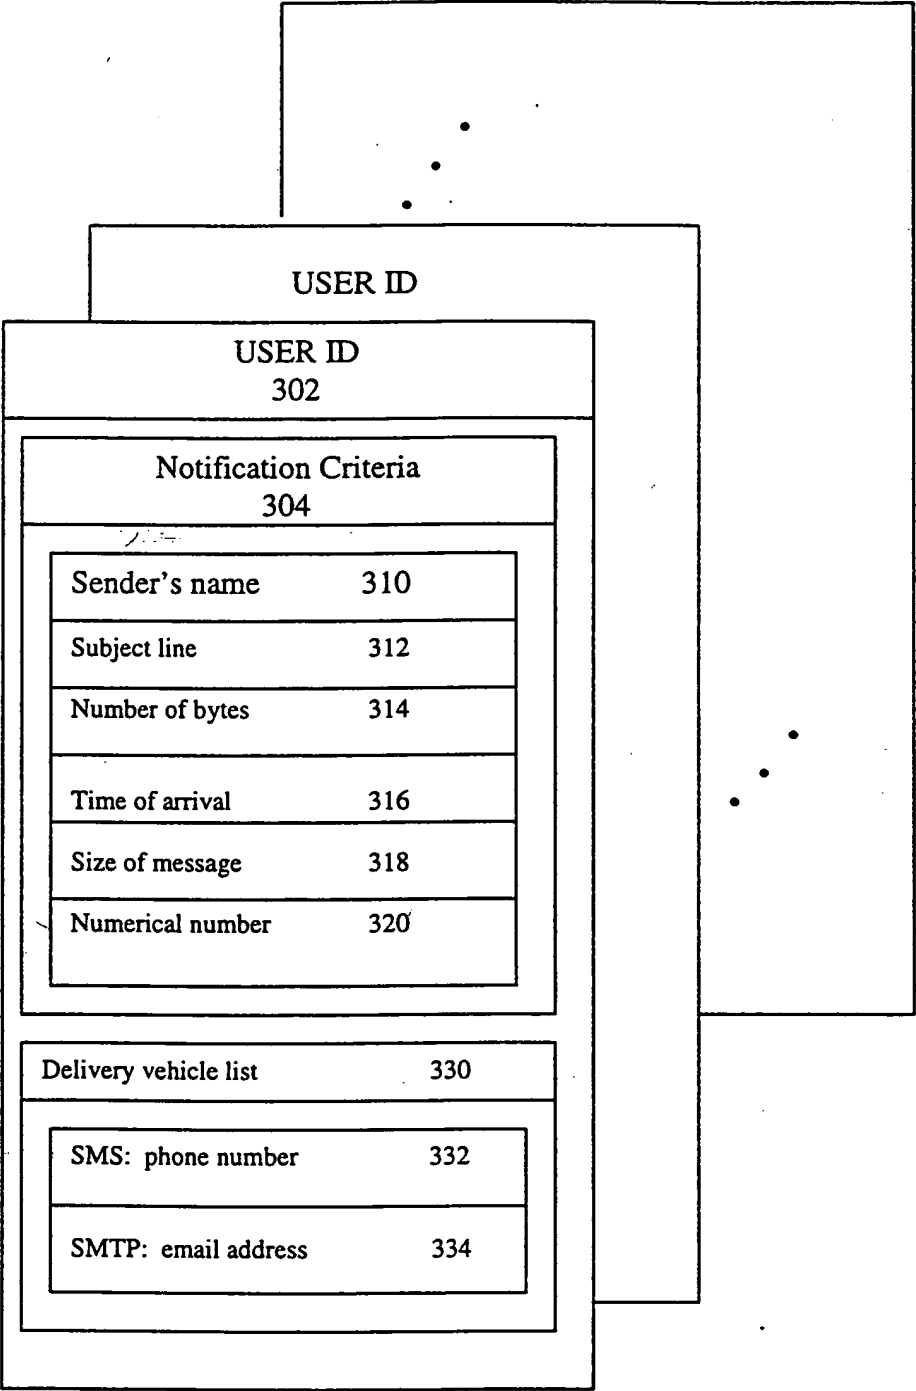 USER ID
USER ID
302
Notification Criteria
304
Sender's name 310
Subject line 312
Number of bytes 314
Time of arrival 316
Size of message 318
Numerical number 320
Delivery vehicle list 330
SMS: phone number 332
SMTP: email address 334